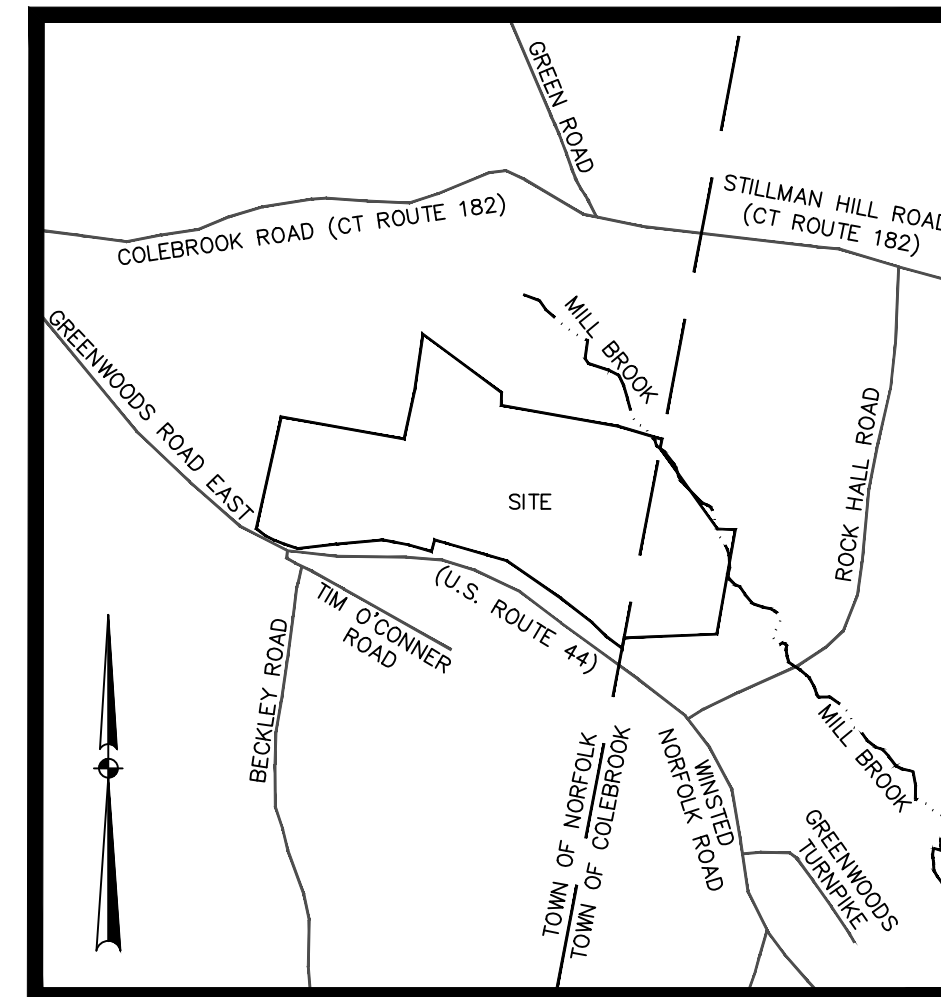 GREEN ROAD
STILLMAN HILL ROAD
(CT ROUTE 182)
COLEBROOK ROAD (CT ROUTE 182)
MILL BROOK
GREENWOODS ROAD EAST
ROCK HALL ROAD
SITE
(U.S. ROUTE 44)
TIM O'CONNER
ROAD
BECKLEY ROAD
MILL BROOK
TOWN OF NORFOLK
TOWN OF COLEBROOK
WINSTED
NORFOLK ROAD
GREENWOODS
TURNPIKE